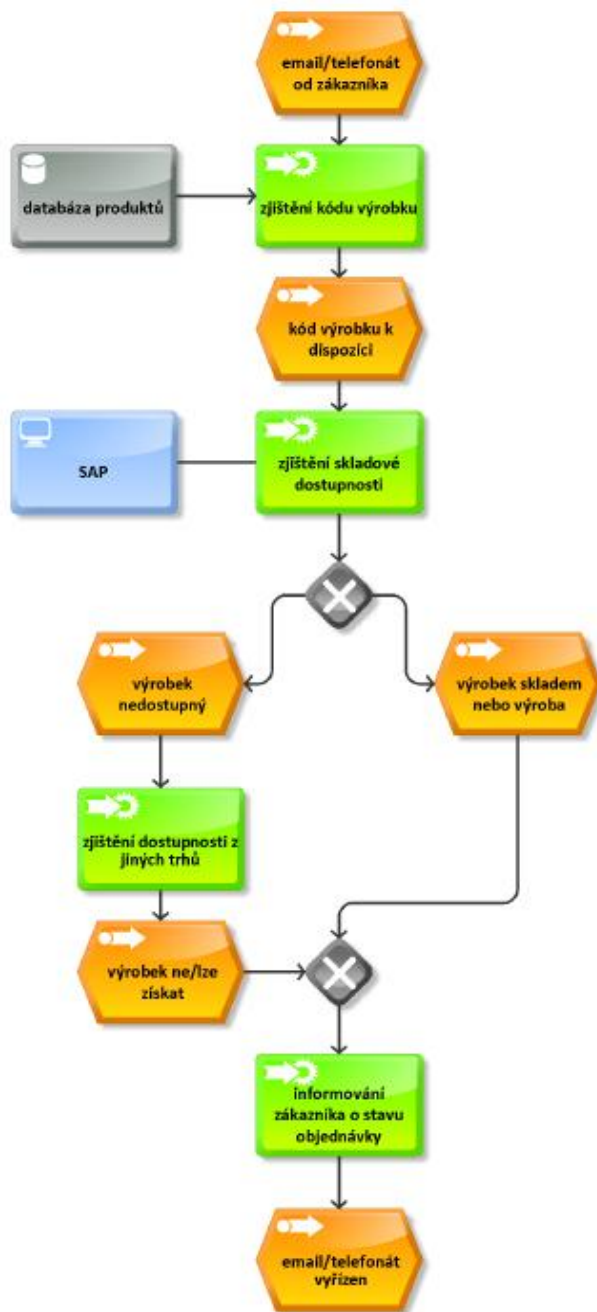 email/telefonát
od zákazníka
databáza produktů
zjištění kódu výrobku
kód výrobku k
dispozici
SAP
zjištění skladové
dostupnosti
výrobek
nedostupný
výrobek skladem
nebo výroba
zjištění dostupnosti z
jiných trhů
výrobek ne/lze
získat
informování
zákazníka o stavu
objednávky
email/telefonát
vyřízen